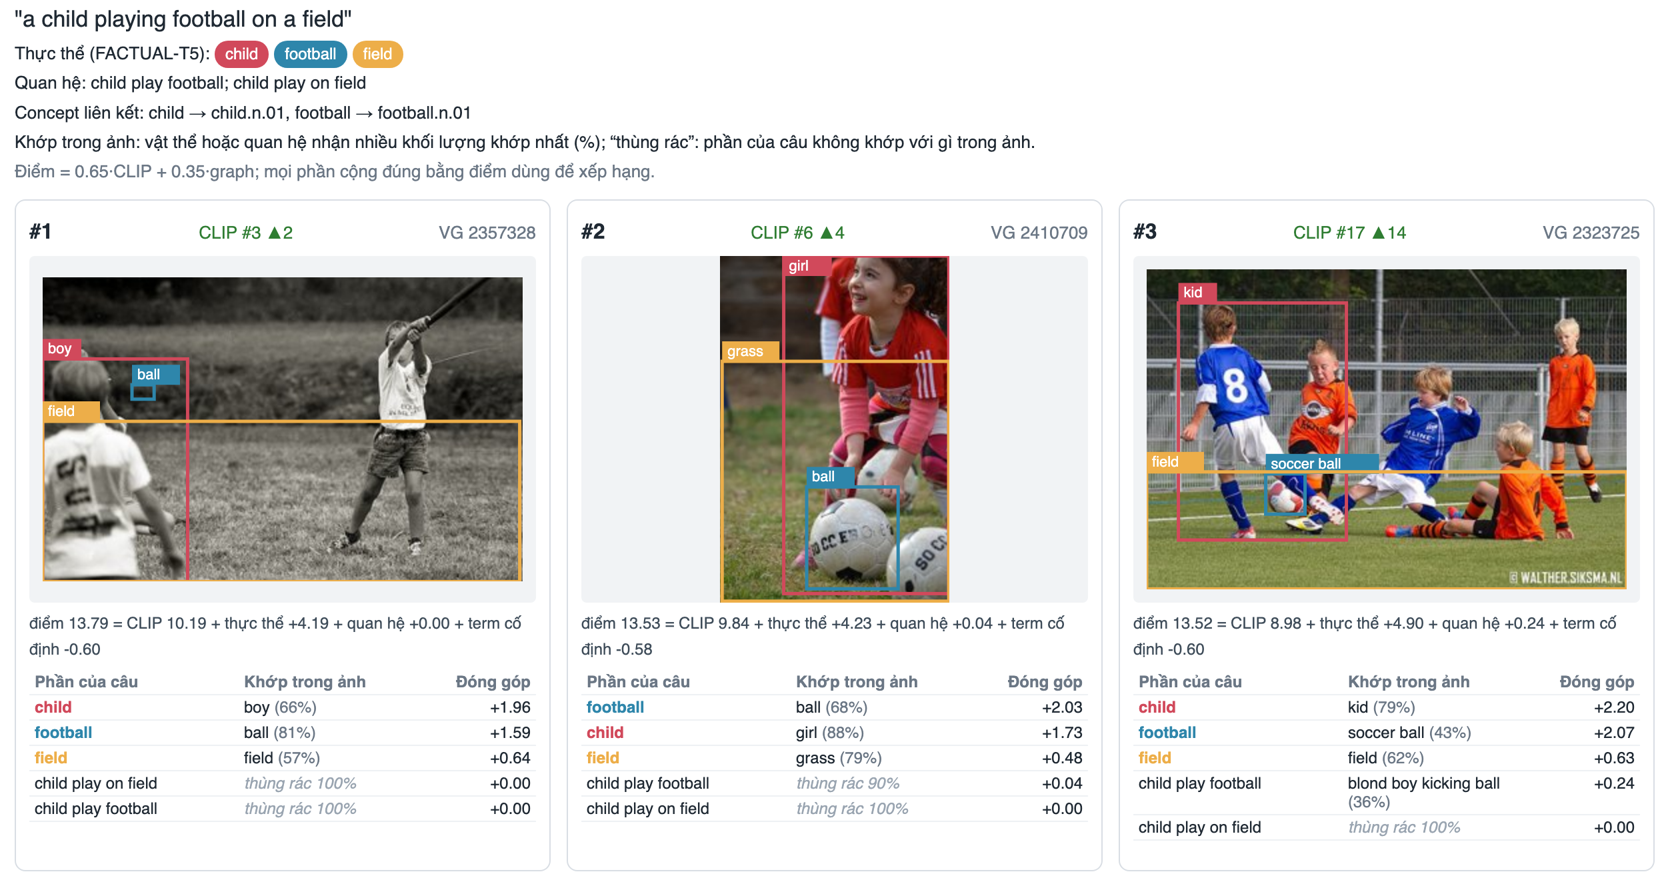 "a child playing football on a field"
Thực thể (FACTUAL-T5): child football field
Quan hệ: child play football; child play on field
Concept liên kết: child → child.n.01, football → football.n.01
Khớp trong ảnh: vật thể hoặc quan hệ nhận nhiều khối lượng khớp nhất (%); “thùng rác”: phần của câu không khớp với gì trong ảnh.
Điểm = 0.65·CLIP + 0.35·graph; mọi phần cộng đúng bằng điểm dùng để xếp hạng.
#1 CLIP #3 ▲2 VG 2357328
boy
ball
field
điểm 13.79 = CLIP 10.19 + thực thể +4.19 + quan hệ +0.00 + term cố
định -0.60
Phần của câu Khớp trong ảnh Đóng góp
child boy (66%) +1.96
football ball (81%) +1.59
field field (57%) +0.64
child play on field thùng rác 100% +0.00
child play football thùng rác 100% +0.00
#2 CLIP #6 ▲4 VG 2410709
girl
grass
ball
SOCCER
SOCC
điểm 13.53 = CLIP 9.84 + thực thể +4.23 + quan hệ +0.04 + term cố
định -0.58
Phần của câu Khớp trong ảnh Đóng góp
football ball (68%) +2.03
child girl (88%) +1.73
field grass (79%) +0.48
child play football thùng rác 90% +0.04
child play on field thùng rác 100% +0.00
#3 CLIP #17 ▲14 VG 2323725
kid
8
field
soccer ball
© WALTHER.SIKSMA.NL
điểm 13.52 = CLIP 8.98 + thực thể +4.90 + quan hệ +0.24 + term cố
định -0.60
Phần của câu Khớp trong ảnh Đóng góp
child kid (79%) +2.20
football soccer ball (43%) +2.07
field field (62%) +0.63
child play football blond boy kicking ball +0.24
(36%)
child play on field thùng rác 100% +0.00